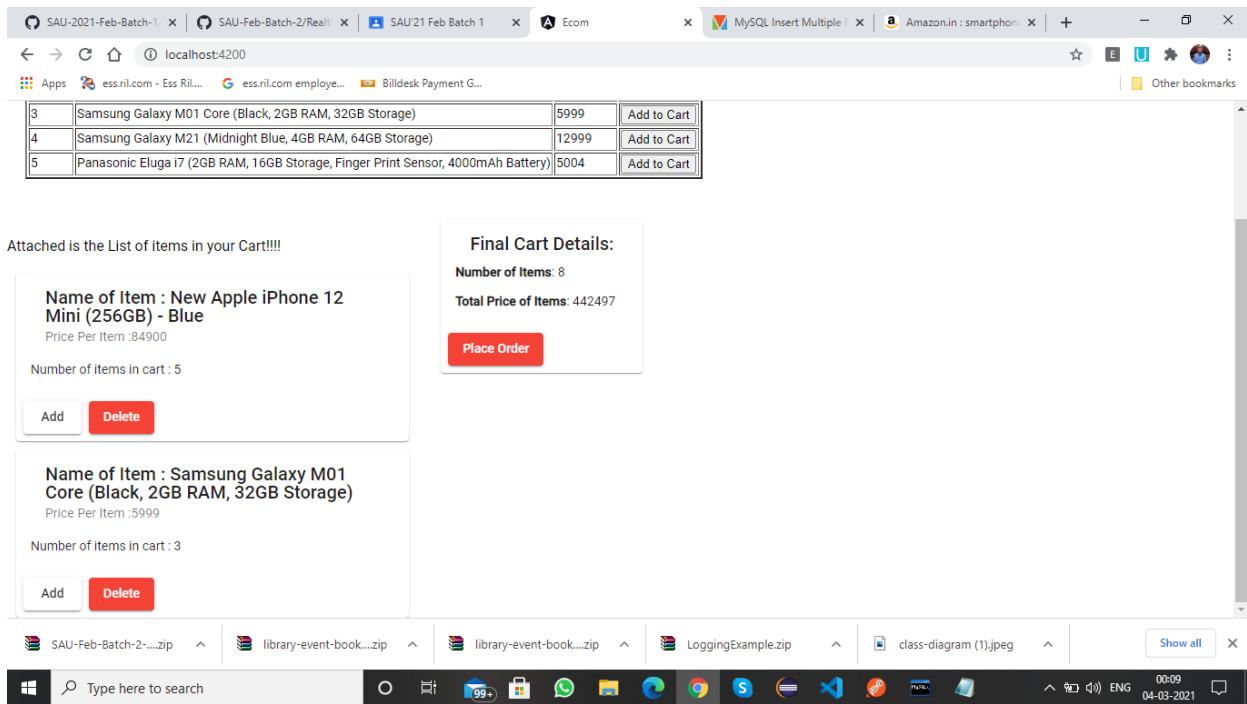 SAU-2021-Feb-Batch-1/
SAU-Feb-Batch-2/Realti
SAU'21 Feb Batch 1
Ecom
MySQL Insert Multiple R
Amazon.in : smartphon
localhost:4200
Apps
ess.ril.com - Ess Ril....
ess.ril.com employe...
Billdesk Payment G...
Other bookmarks
3 Samsung Galaxy M01 Core (Black, 2GB RAM, 32GB Storage) 5999 Add to Cart
4 Samsung Galaxy M21 (Midnight Blue, 4GB RAM, 64GB Storage) 12999 Add to Cart
5 Panasonic Eluga i7 (2GB RAM, 16GB Storage, Finger Print Sensor, 4000mAh Battery) 5004 Add to Cart
Attached is the List of items in your Cart!!!!
Name of Item : New Apple iPhone 12
Mini (256GB) - Blue
Price Per Item :84900
Number of items in cart : 5
Add Delete
Name of Item : Samsung Galaxy M01
Core (Black, 2GB RAM, 32GB Storage)
Price Per Item :5999
Number of items in cart : 3
Add Delete
Final Cart Details:
Number of Items: 8
Total Price of Items: 442497
Place Order
SAU-Feb-Batch-2-....zip
library-event-book....zip
library-event-book....zip
LoggingExample.zip
class-diagram (1).jpeg
Show all
Type here to search
99+
ENG
00:09
04-03-2021